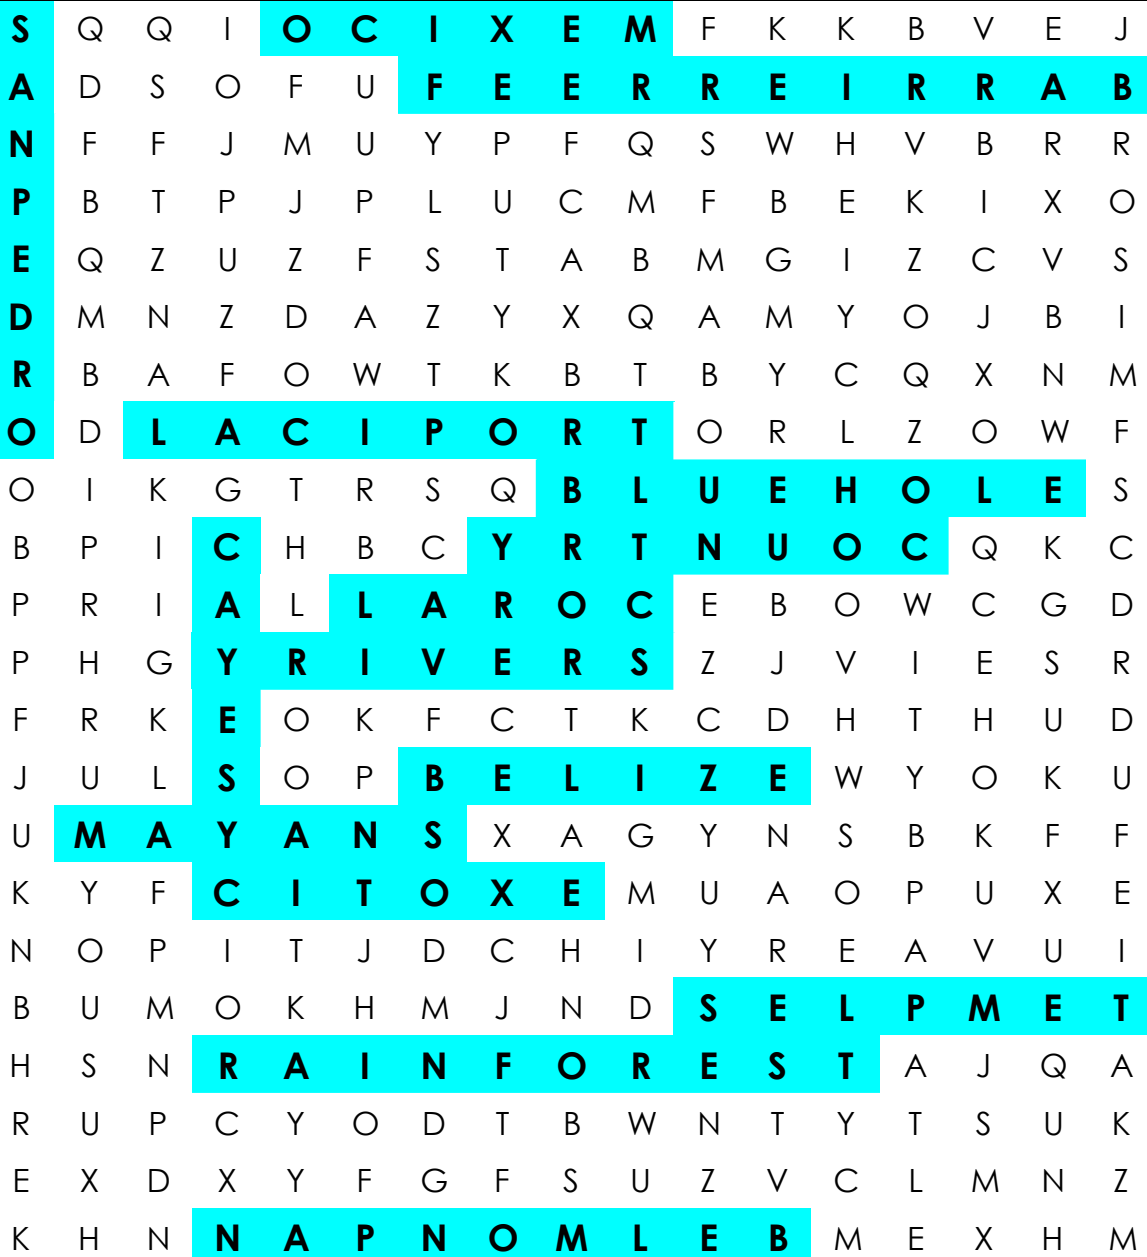 S Q Q I O C I X E M F K K B V E J
A D S O F U F E E R R E I R R A B
N F F J M U Y P F Q S W H V B R R
P B T P J P L U C M F B E K I X O
E Q Z U Z F S T A B M G I Z C V S
D M N Z D A Z Y X Q A M Y O J B I
R B A F O W T K B T B Y C Q X N M
O D L A C I P O R T O R L Z O W F
O I K G T R S Q B L U E H O L E S
B P I C H B C Y R T N U O C Q K C
P R I A L L A R O C E B O W C G D
P H G Y R I V E R S Z J V I E S R
F R K E O K F C T K C D H T H U D
J U L S O P B E L I Z E W Y O K U
U M A Y A N S X A G Y N S B K F F
K Y F C I T O X E M U A O P U X E
N O P I T J D C H I Y R E A V U I
B U M O K H M J N D S E L P M E T
H S N R A I N F O R E S T A J Q A
R U P C Y O D T B W N T Y T S U K
E X D X Y F G F S U Z V C L M N Z
K H N N A P N O M L E B M E X H M